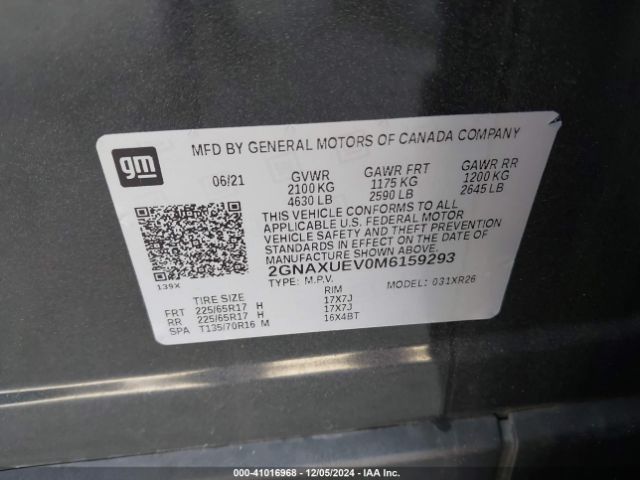 gm
MFD BY GENERAL MOTORS OF CANADA COMPANY
06/21 GVWR GAWR FRT GAWR RR
2100 KG 1175 KG 1200 KG
4630 LB 2590 LB 2645 LB
THIS VEHICLE CONFORMS TO ALL
APPLICABLE U.S. FEDERAL MOTOR
VEHICLE SAFETY AND THEFT PREVENTION
STANDARDS IN EFFECT ON THE DATE OF
MANUFACTURE SHOWN ABOVE.
2GNAXUEV0M6159293
139X TYPE: M.P.V. MODEL: 031XR26
TIRE SIZE RIM
FRT 225/65R17 H 17X7J
RR 225/65R17 H 17X7J
SPA T135/70R16 M 16X4BT
000-41016968 | 12/05/2024 | IAA Inc.